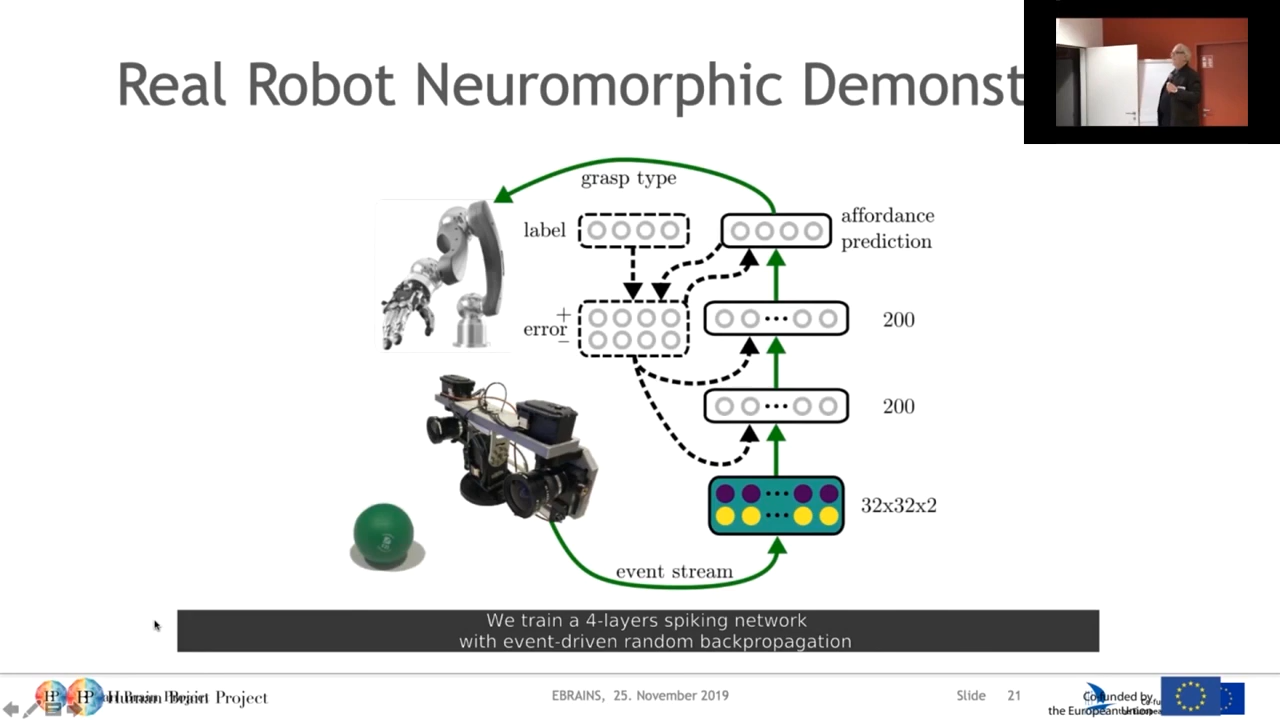 Real Robot Neuromorphic Demonst
grasp type
label
affordance
prediction
+
error
−
200
200
32x32x2
event stream
We train a 4-layers spiking network
with event-driven random backpropagation
Human Brain Project
EBRAINS, 25. November 2019
Slide 21
Co-funded by
the European Union